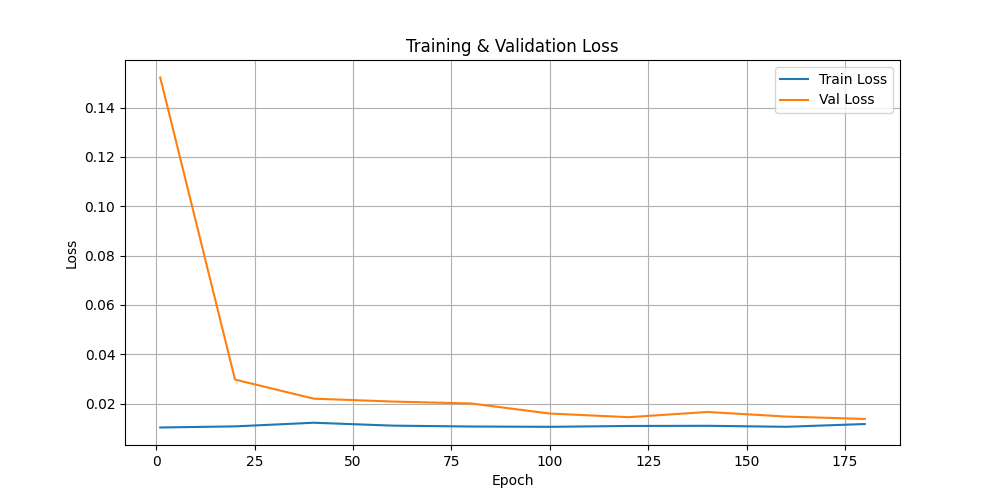 Training & Validation Loss
Train Loss
Val Loss
Loss
0.14
0.12
0.10
0.08
0.06
0.04
0.02
0 25 50 75 100 125 150 175
Epoch